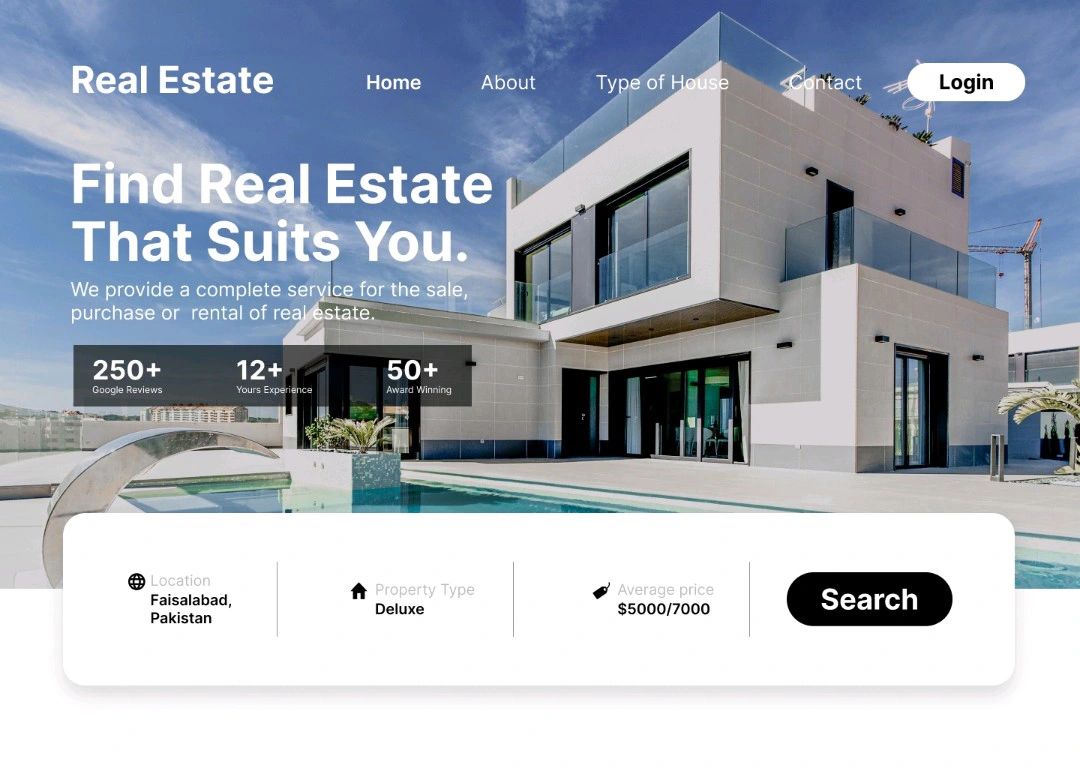 Real Estate
Home
About
Type of House
Contact
Login
Find Real Estate
That Suits You.
We provide a complete service for the sale,
purchase or  rental of real estate.
250+
Google Reviews
12+
Yours Experience
50+
Award Winning
Location
Faisalabad,
Pakistan
Property Type
Deluxe
Average price
$5000/7000
Search